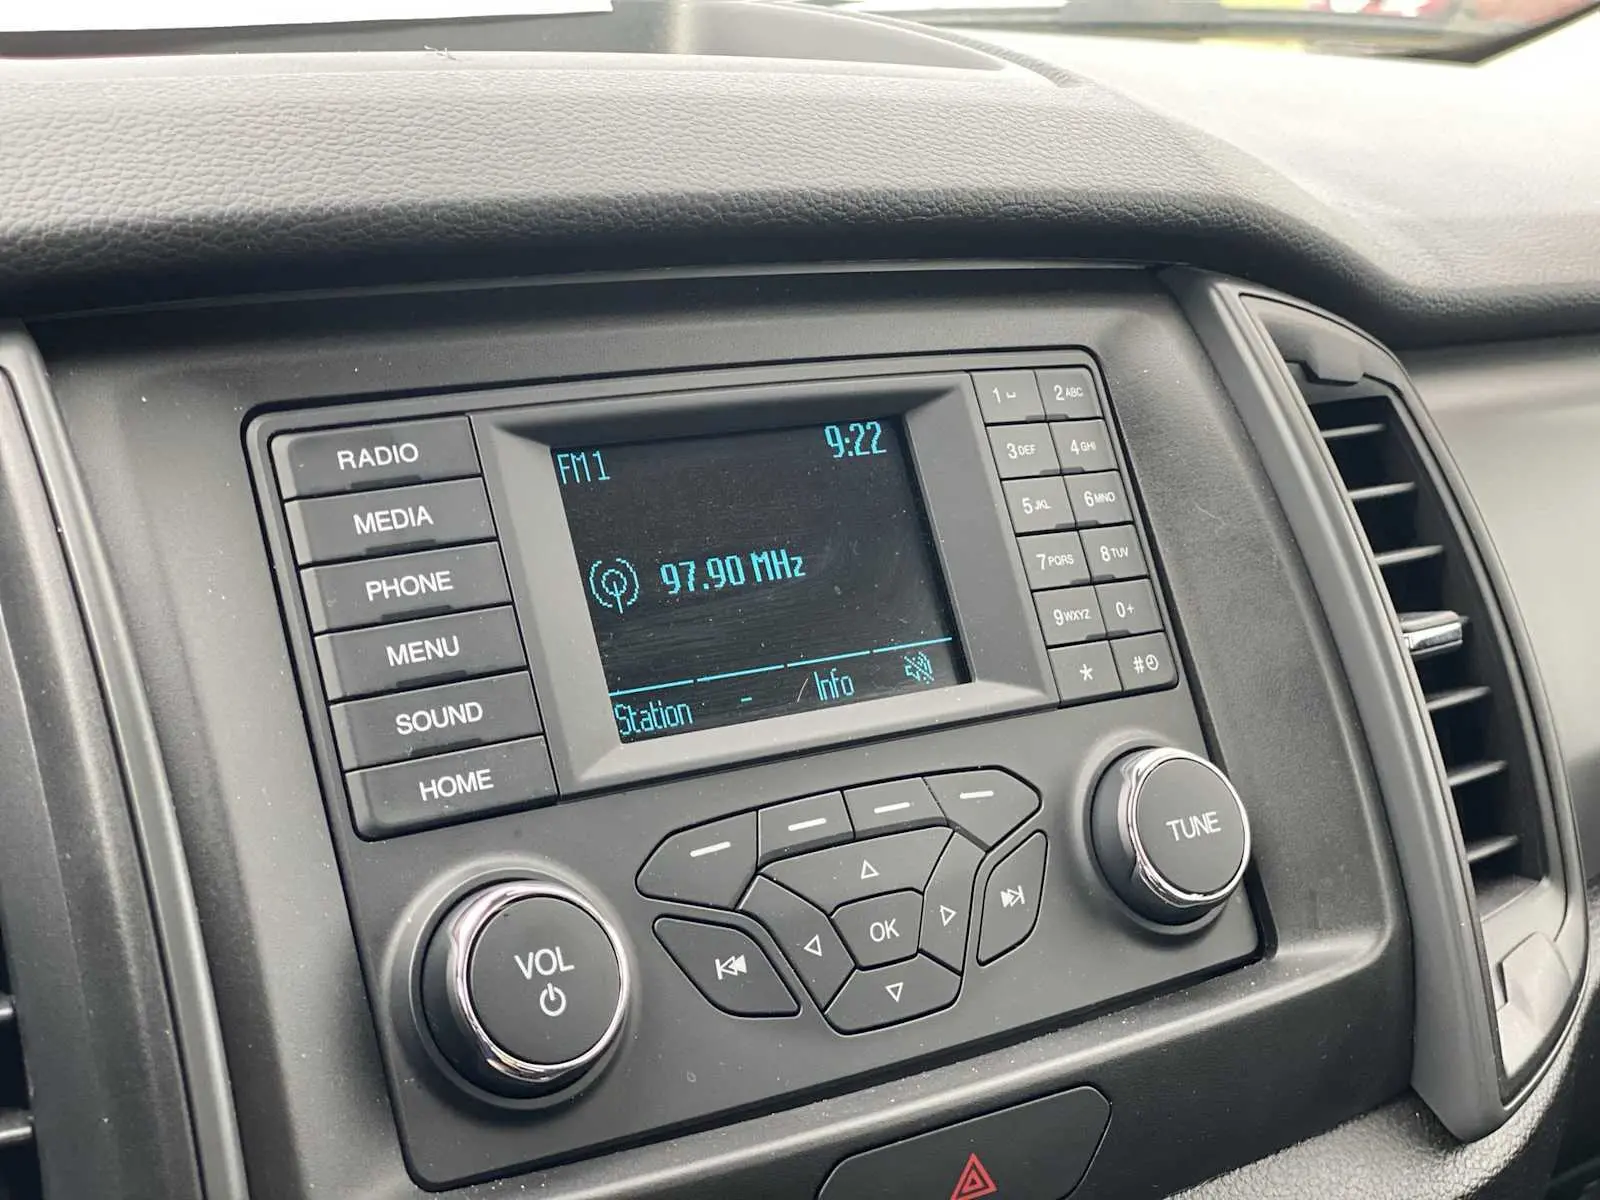 RADIO
MEDIA
PHONE
MENU
SOUND
HOME
FM1
9:22
97.90 MHz
Station
-
Info
1
2 ABC
3 DEF
4 GHI
5 JKL
6 MNO
7 PQRS
8 TUV
9 WXYZ
0+
*
#
VOL
OK
TUNE